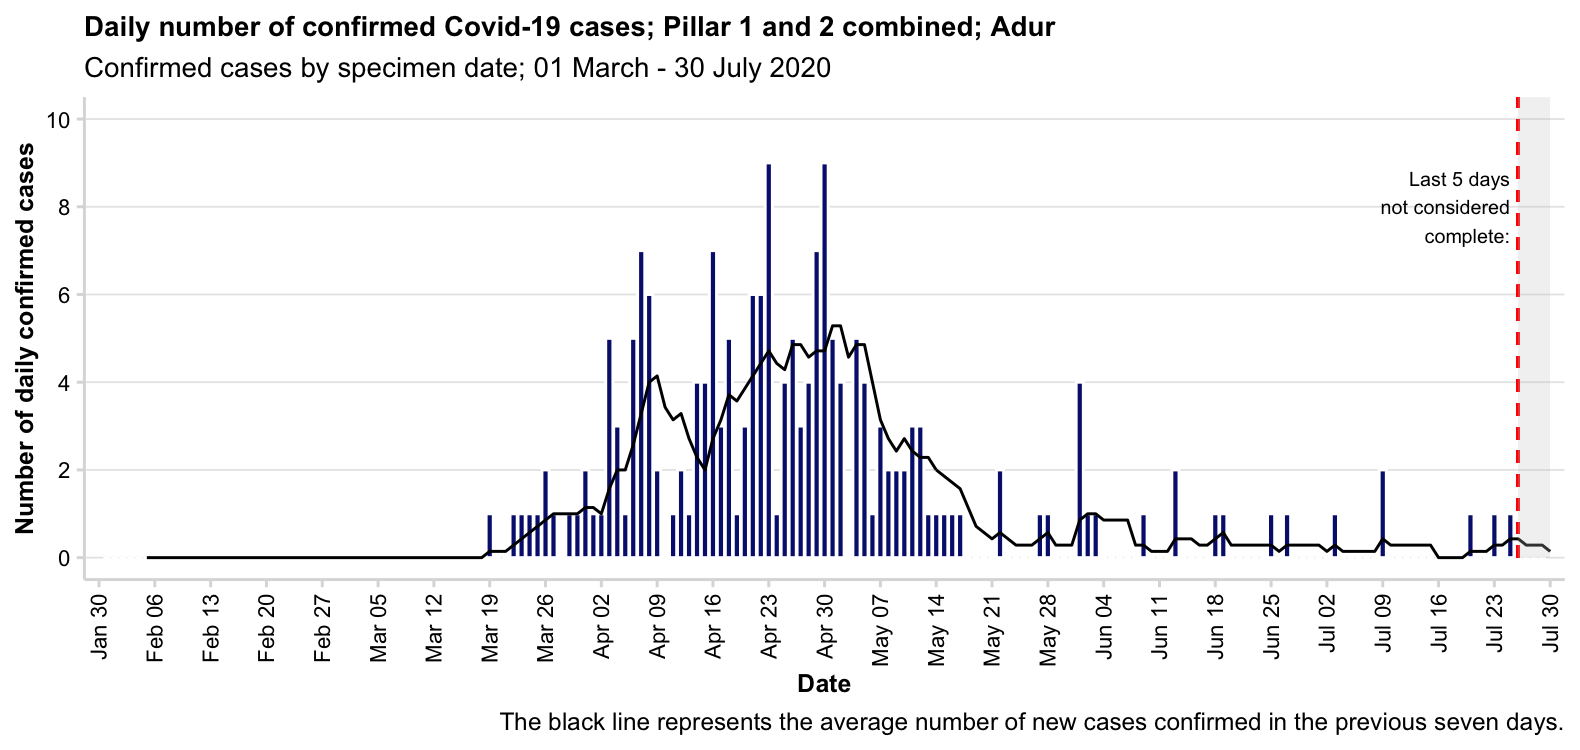 Daily number of confirmed Covid-19 cases; Pillar 1 and 2 combined; Adur
Confirmed cases by specimen date; 01 March - 30 July 2020
Number of daily confirmed cases
10
8
6
4
2
0
Last 5 days
not considered
complete:
Jan 30
Feb 06
Feb 13
Feb 20
Feb 27
Mar 05
Mar 12
Mar 19
Mar 26
Apr 02
Apr 09
Apr 16
Apr 23
Apr 30
May 07
May 14
May 21
May 28
Jun 04
Jun 11
Jun 18
Jun 25
Jul 02
Jul 09
Jul 16
Jul 23
Jul 30
Date
The black line represents the average number of new cases confirmed in the previous seven days.